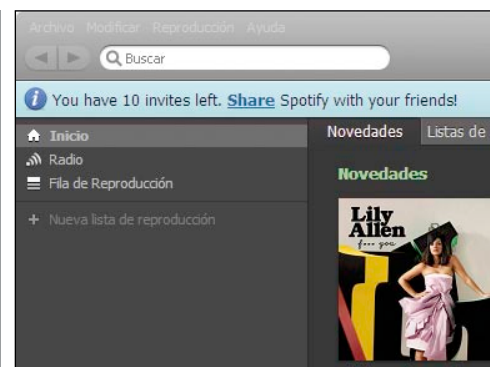 Archivo Modificar Reproducción Ayuda
Buscar
You have 10 invites left. Share Spotify with your friends!
Inicio
Radio
Fila de Reproducción
+ Nueva lista de reproducción
Novedades Listas de
Novedades
Lily
Allen
f--- you